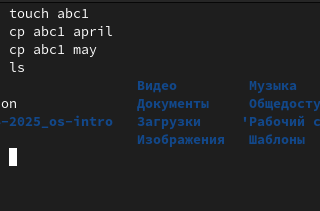 touch abc1
cp abc1 april
cp abc1 may
ls
Видео Музыка
on Документы Общедосту
-2025_os-intro Загрузки 'Рабочий с
Изображения Шаблоны